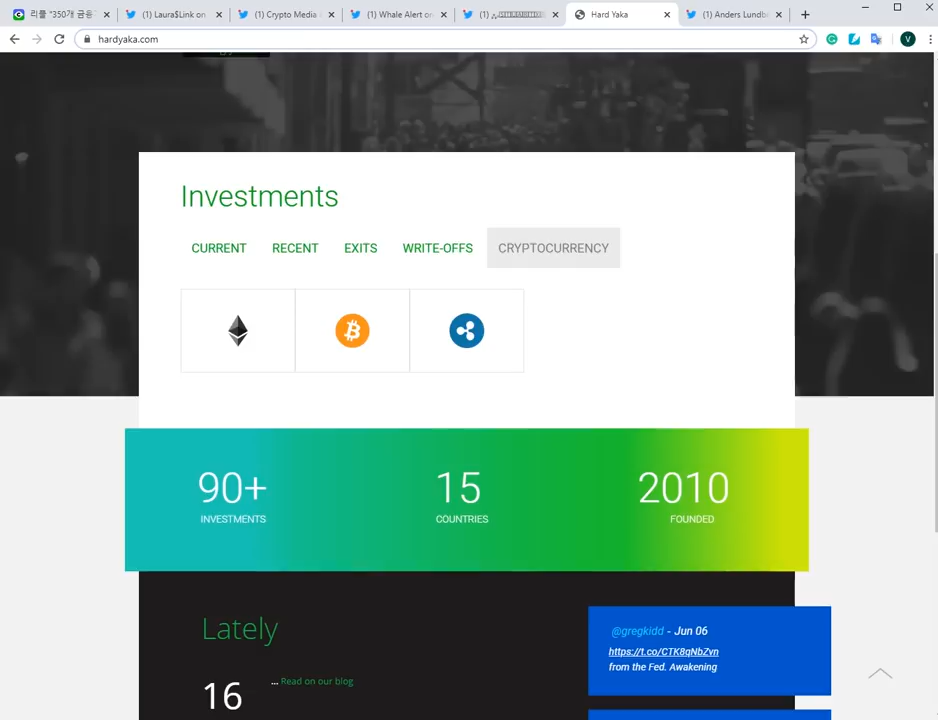 리플 "350개 금융
(1) Laura$Link on
(1) Crypto Media
(1) Whale Alert on
(1)
Hard Yaka
(1) Anders Lundb
hardyaka.com
V
Investments
CURRENT
RECENT
EXITS
WRITE-OFFS
CRYPTOCURRENCY
90+
INVESTMENTS
15
COUNTRIES
2010
FOUNDED
Lately
16
... Read on our blog
@gregkidd - Jun 06
https://t.co/CTK8qNbZvn
from the Fed. Awakening